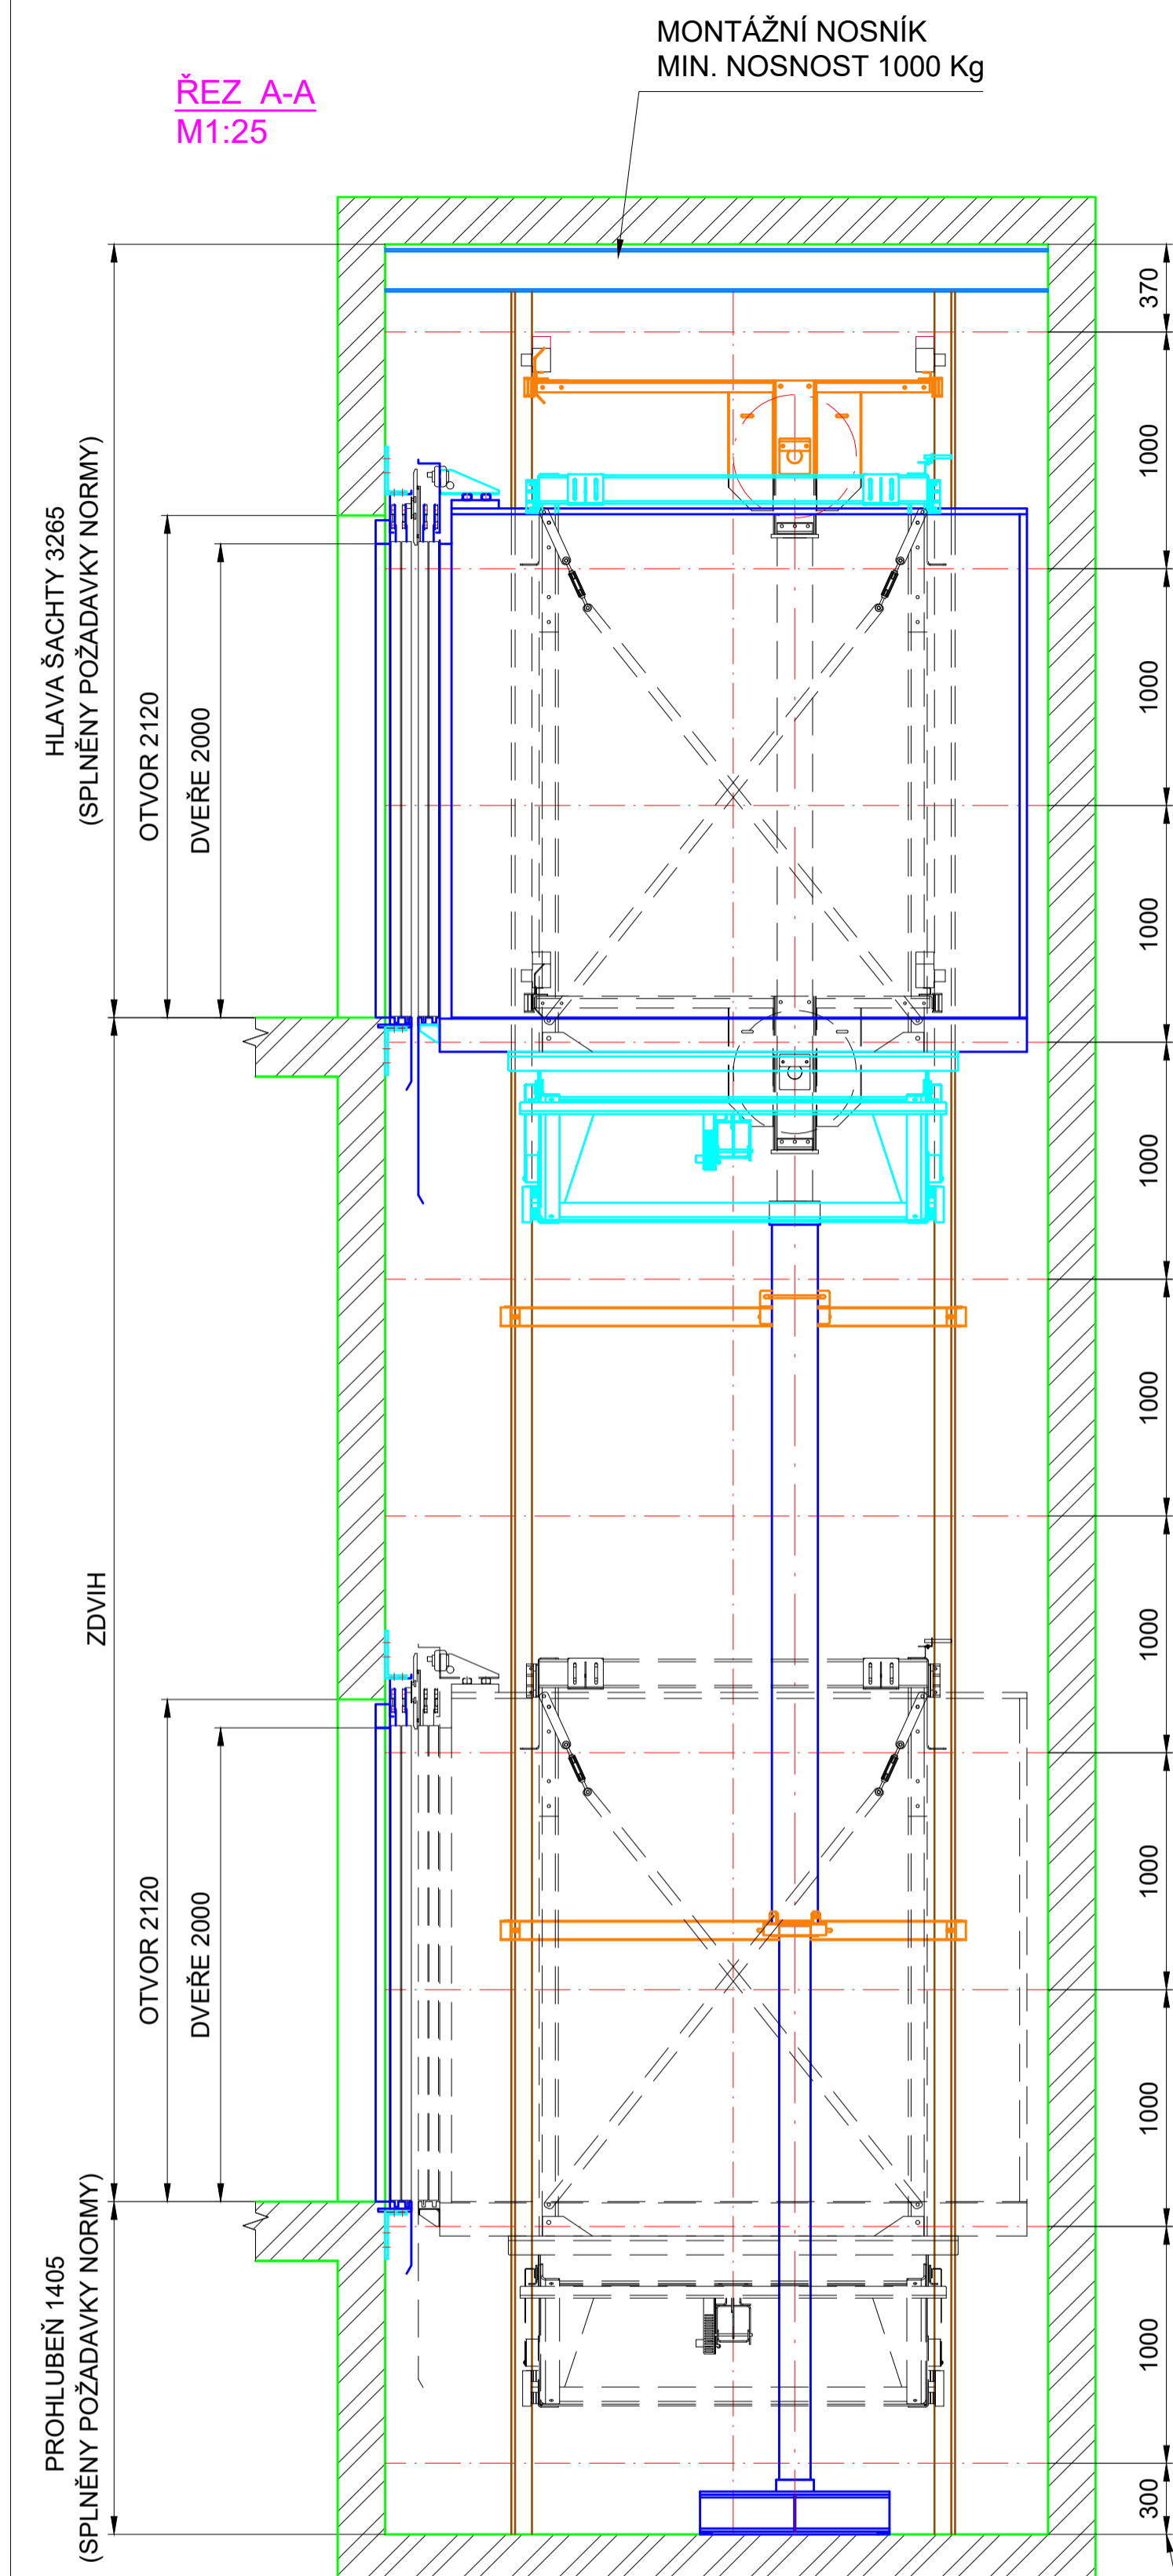 MONTÁŽNÍ NOSNÍK
MIN. NOSNOST 1000 Kg
ŘEZ A-A
M1:25
HLAVA ŠACHTY 3265
(SPLNĚNY POŽADAVKY NORMY)
OTVOR 2120
DVEŘE 2000
ZDVIH
OTVOR 2120
DVEŘE 2000
PROHLUBEŇ 1405
(SPLNĚNY POŽADAVKY NORMY)
370
1000
1000
1000
1000
1000
1000
1000
1000
1000
300